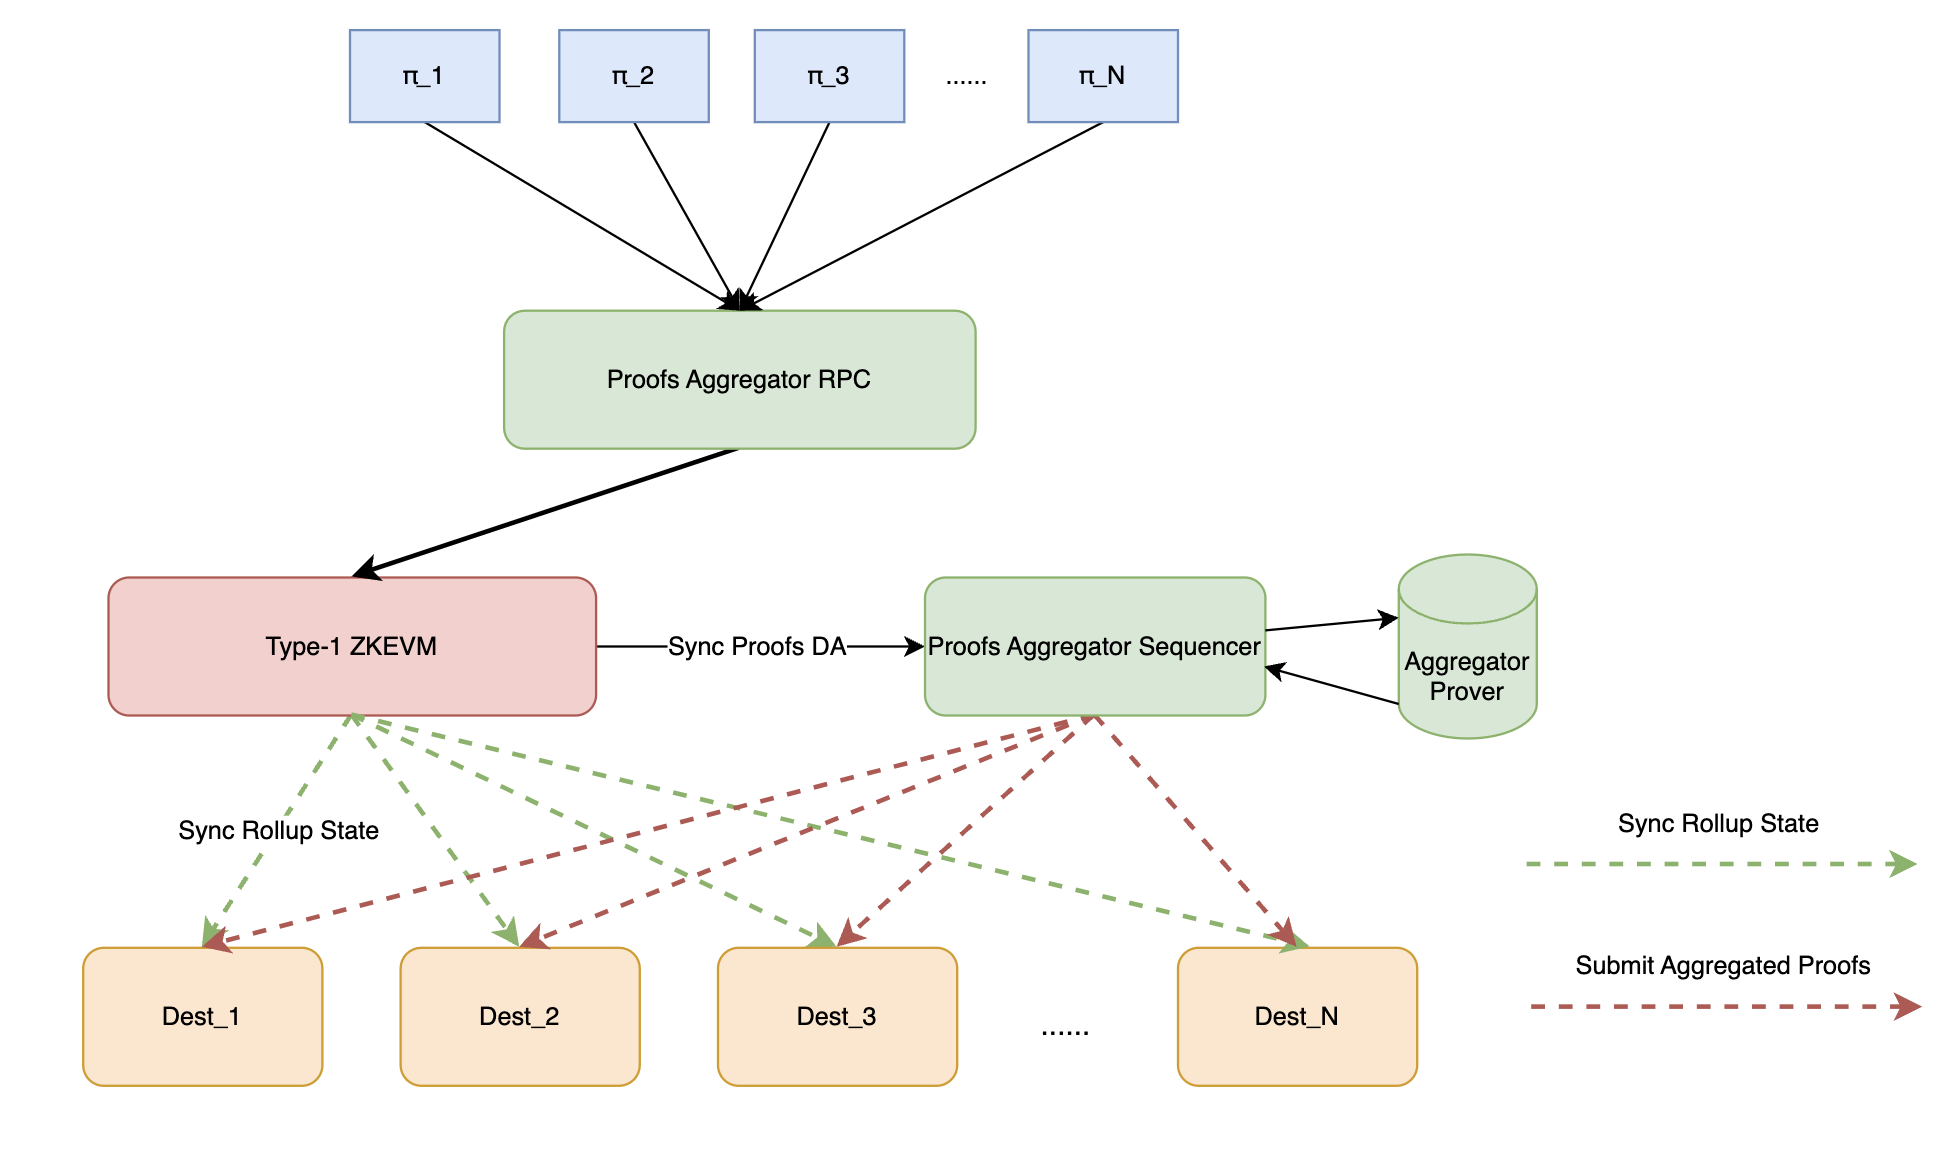 π_1
π_2
π_3
......
π_N
Proofs Aggregator RPC
Type-1 ZKEVM
Sync Proofs DA
Proofs Aggregator Sequencer
Aggregator
Prover
Sync Rollup State
Sync Rollup State
Submit Aggregated Proofs
Dest_1
Dest_2
Dest_3
......
Dest_N